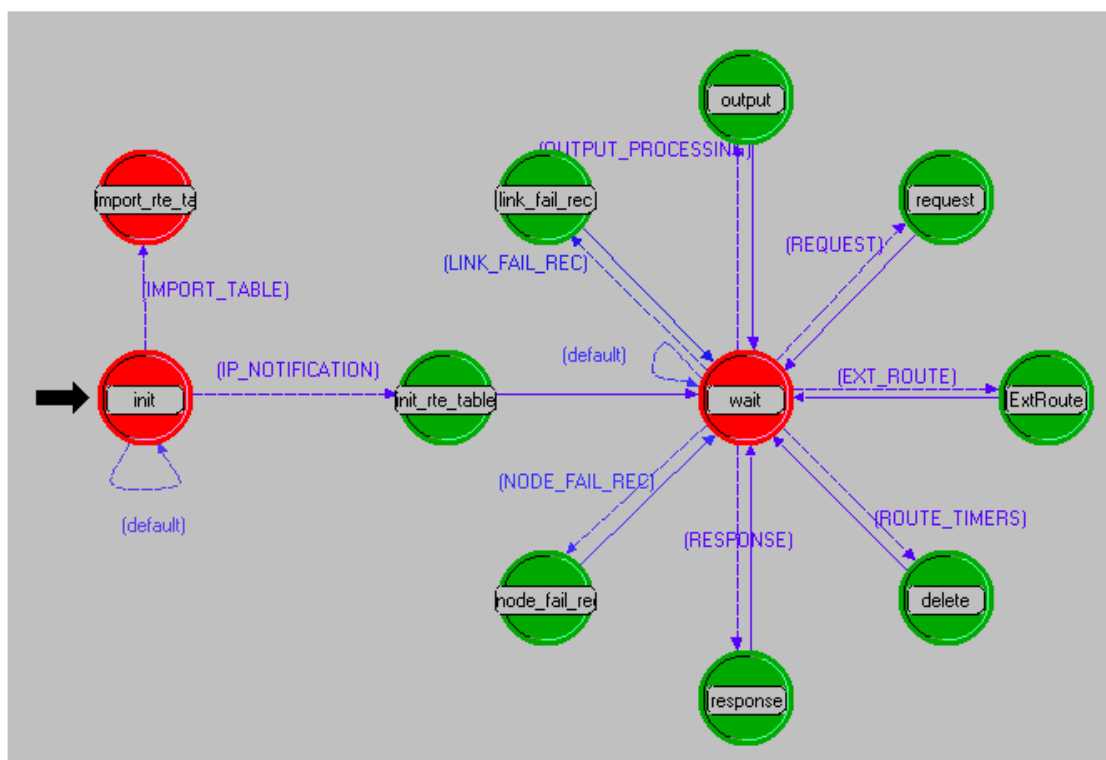 output
(OUTPUT_PROCESSING)
import_rte_ta
link_fail_rec
request
(REQUEST)
(LINK_FAIL_REC)
(IMPORT_TABLE)
(default)
(IP_NOTIFICATION)
(EXT_ROUTE)
init
init_rte_table
wait
ExtRoute
(NODE_FAIL_REC)
(default)
(ROUTE_TIMERS)
(RESPONSE)
node_fail_re
delete
response